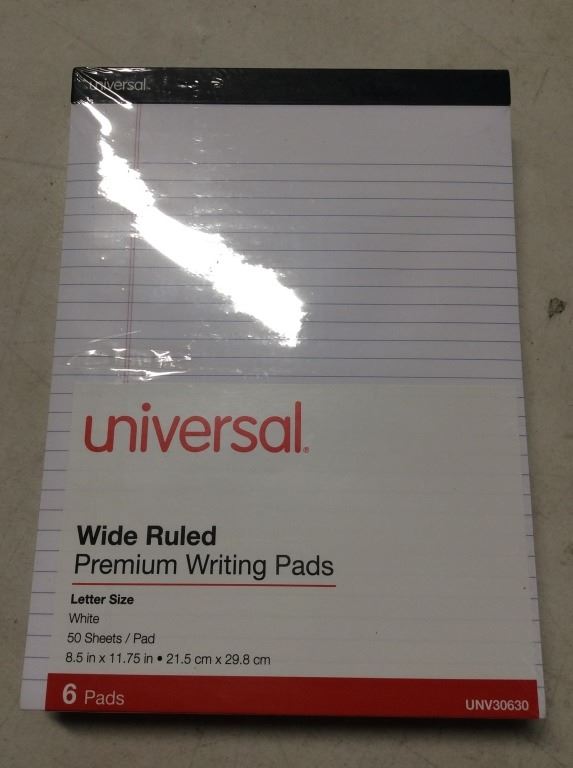 universal
universal®
Wide Ruled
Premium Writing Pads
Letter Size
White
50 Sheets / Pad
8.5 in x 11.75 in • 21.5 cm x 29.8 cm
6 Pads
UNV30630